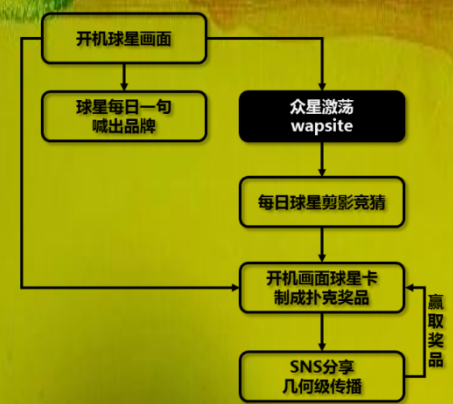 开机球星画面
球星每日一句
喊出品牌
众星激荡
wapsite
每日球星剪影竞猜
开机画面球星卡
制成扑克奖品
赢取奖品
SNS分享
几何级传播